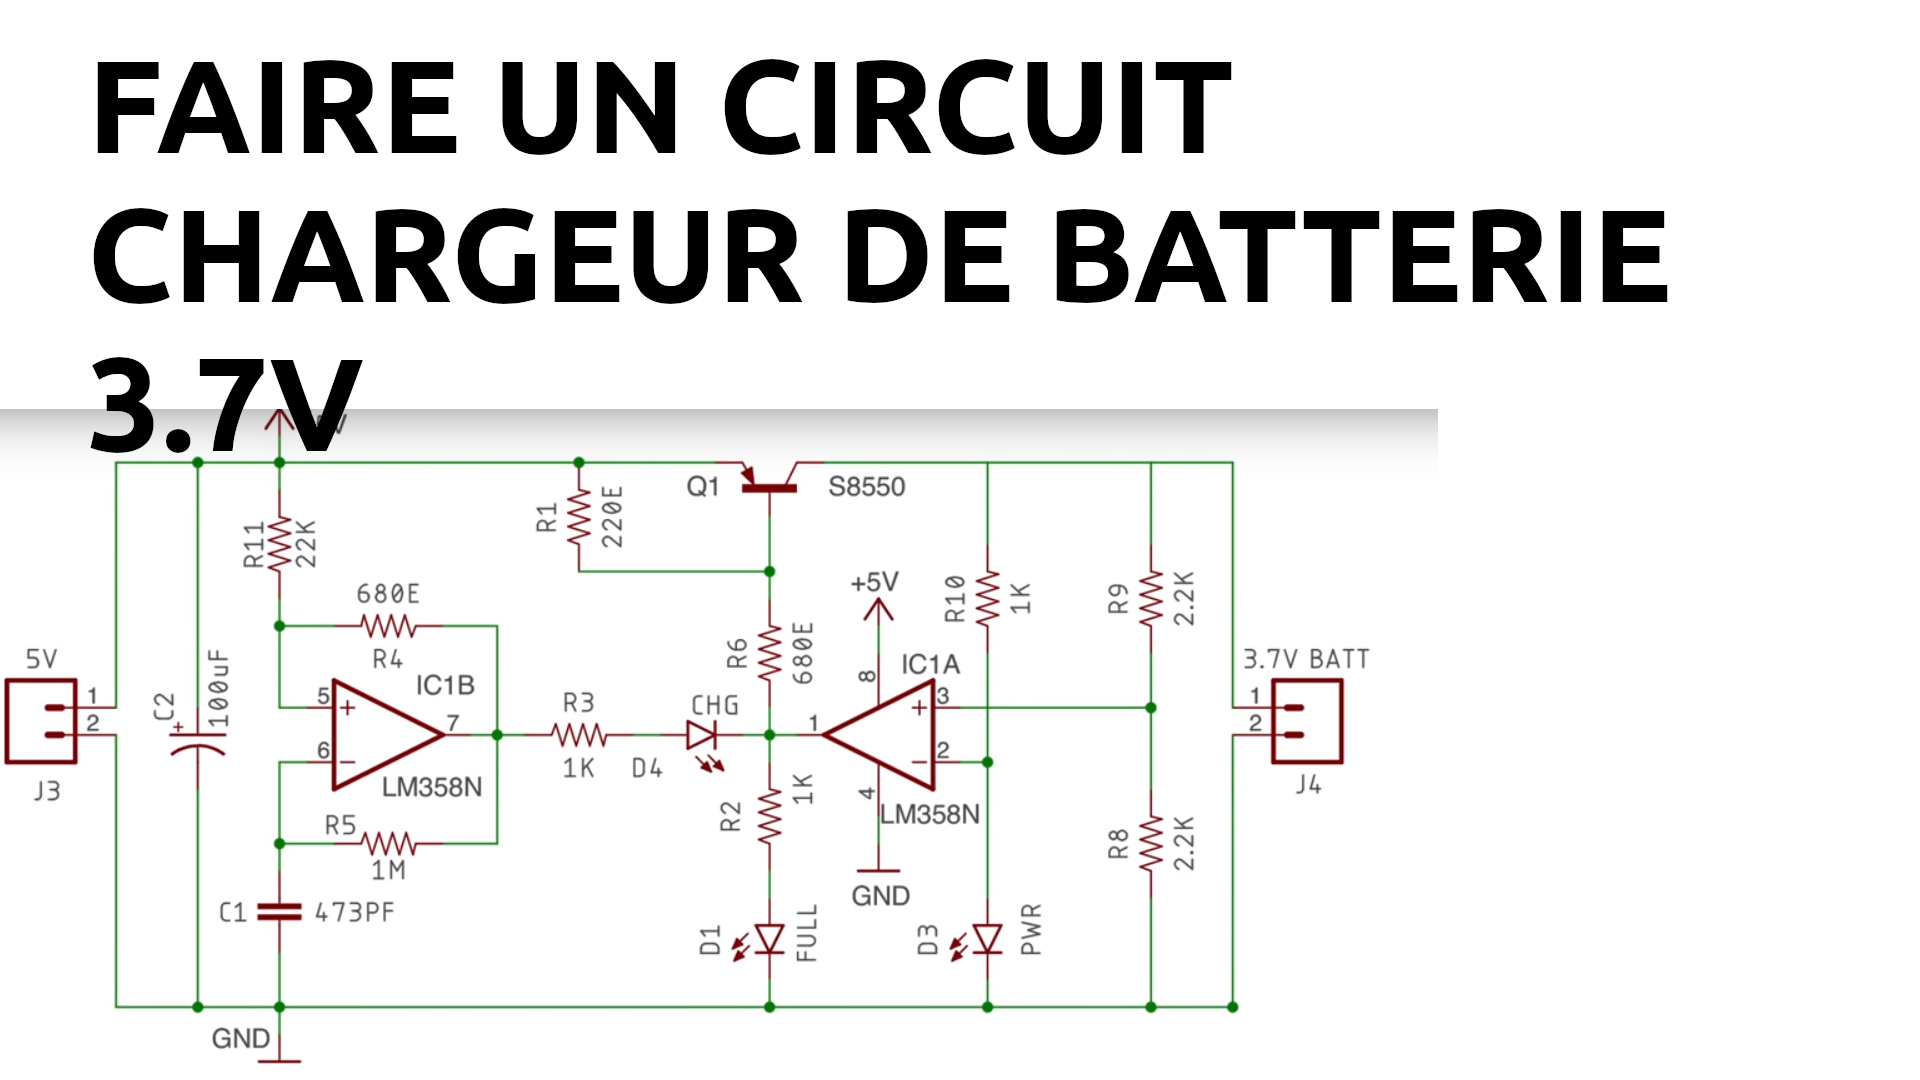 FAIRE UN CIRCUIT
CHARGEUR DE BATTERIE
3.7V
Q1
S8550
R1
220E
R11
22K
680E
R4
+5V
R10
1K
R9
2.2K
R6
680E
5V
1
2
J3
C2
+
100uF
IC1B
5
+
6
−
7
LM358N
R3
1K
D4
CHG
IC1A
8
3
+
1
2
−
4
LM358N
GND
3.7V BATT
1
2
J4
R5
1M
R2
1K
R8
2.2K
C1
473PF
D1
FULL
D3
PWR
GND